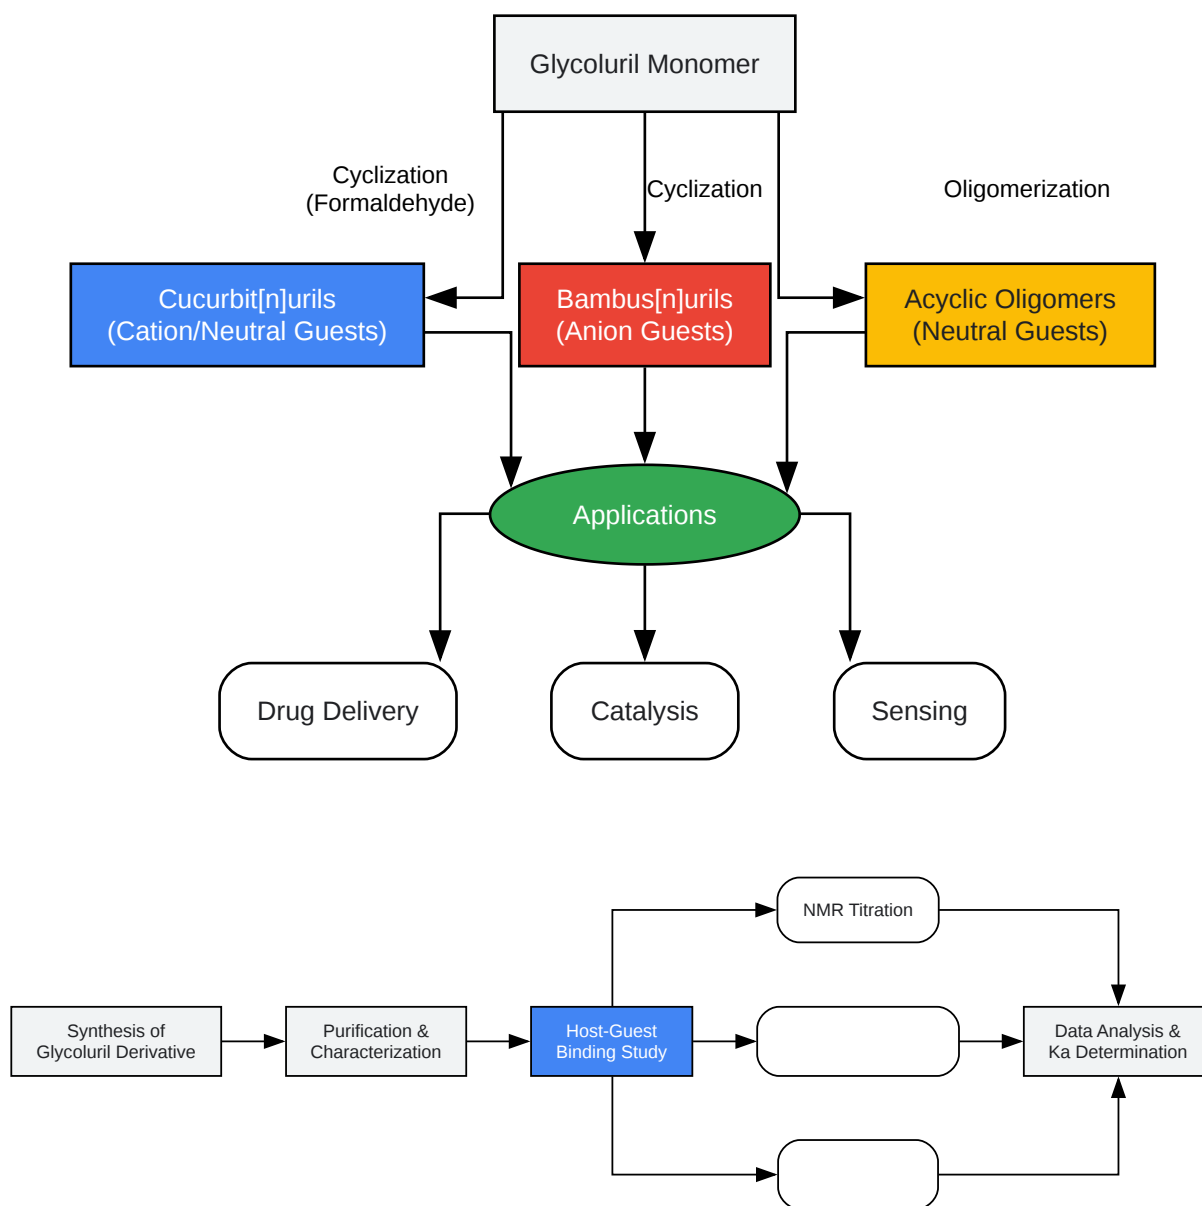 Glycoluril Monomer
Cyclization
(Formaldehyde)
Cyclization
Oligomerization
Cucurbit[n]urils
(Cation/Neutral Guests)
Bambus[n]urils
(Anion Guests)
Acyclic Oligomers
(Neutral Guests)
Applications
Drug Delivery
Catalysis
Sensing
NMR Titration
Synthesis of
Glycoluril Derivative
Purification &
Characterization
Host-Guest
Binding Study
Data Analysis &
Ka Determination